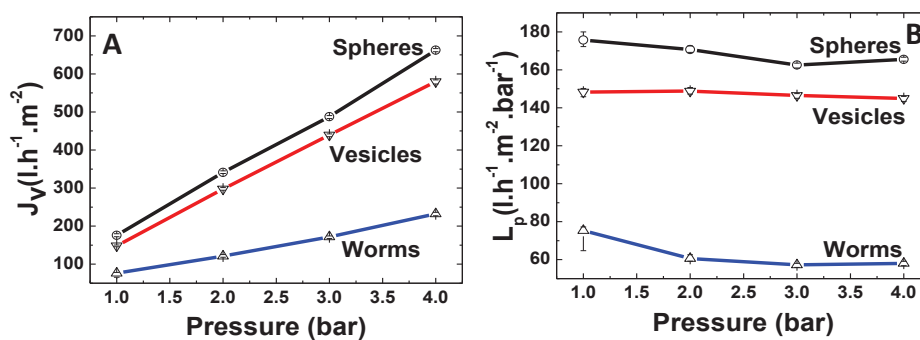 A
Spheres
Vesicles
Worms
J_V(l.h⁻¹.m⁻²)
700
600
500
400
300
200
100
1.0 1.5 2.0 2.5 3.0 3.5 4.0
Pressure (bar)
B
Spheres
Vesicles
Worms
L_p(l.h⁻¹.m⁻².bar⁻¹)
180
160
140
120
100
80
60
1.0 1.5 2.0 2.5 3.0 3.5 4.0
Pressure (bar)